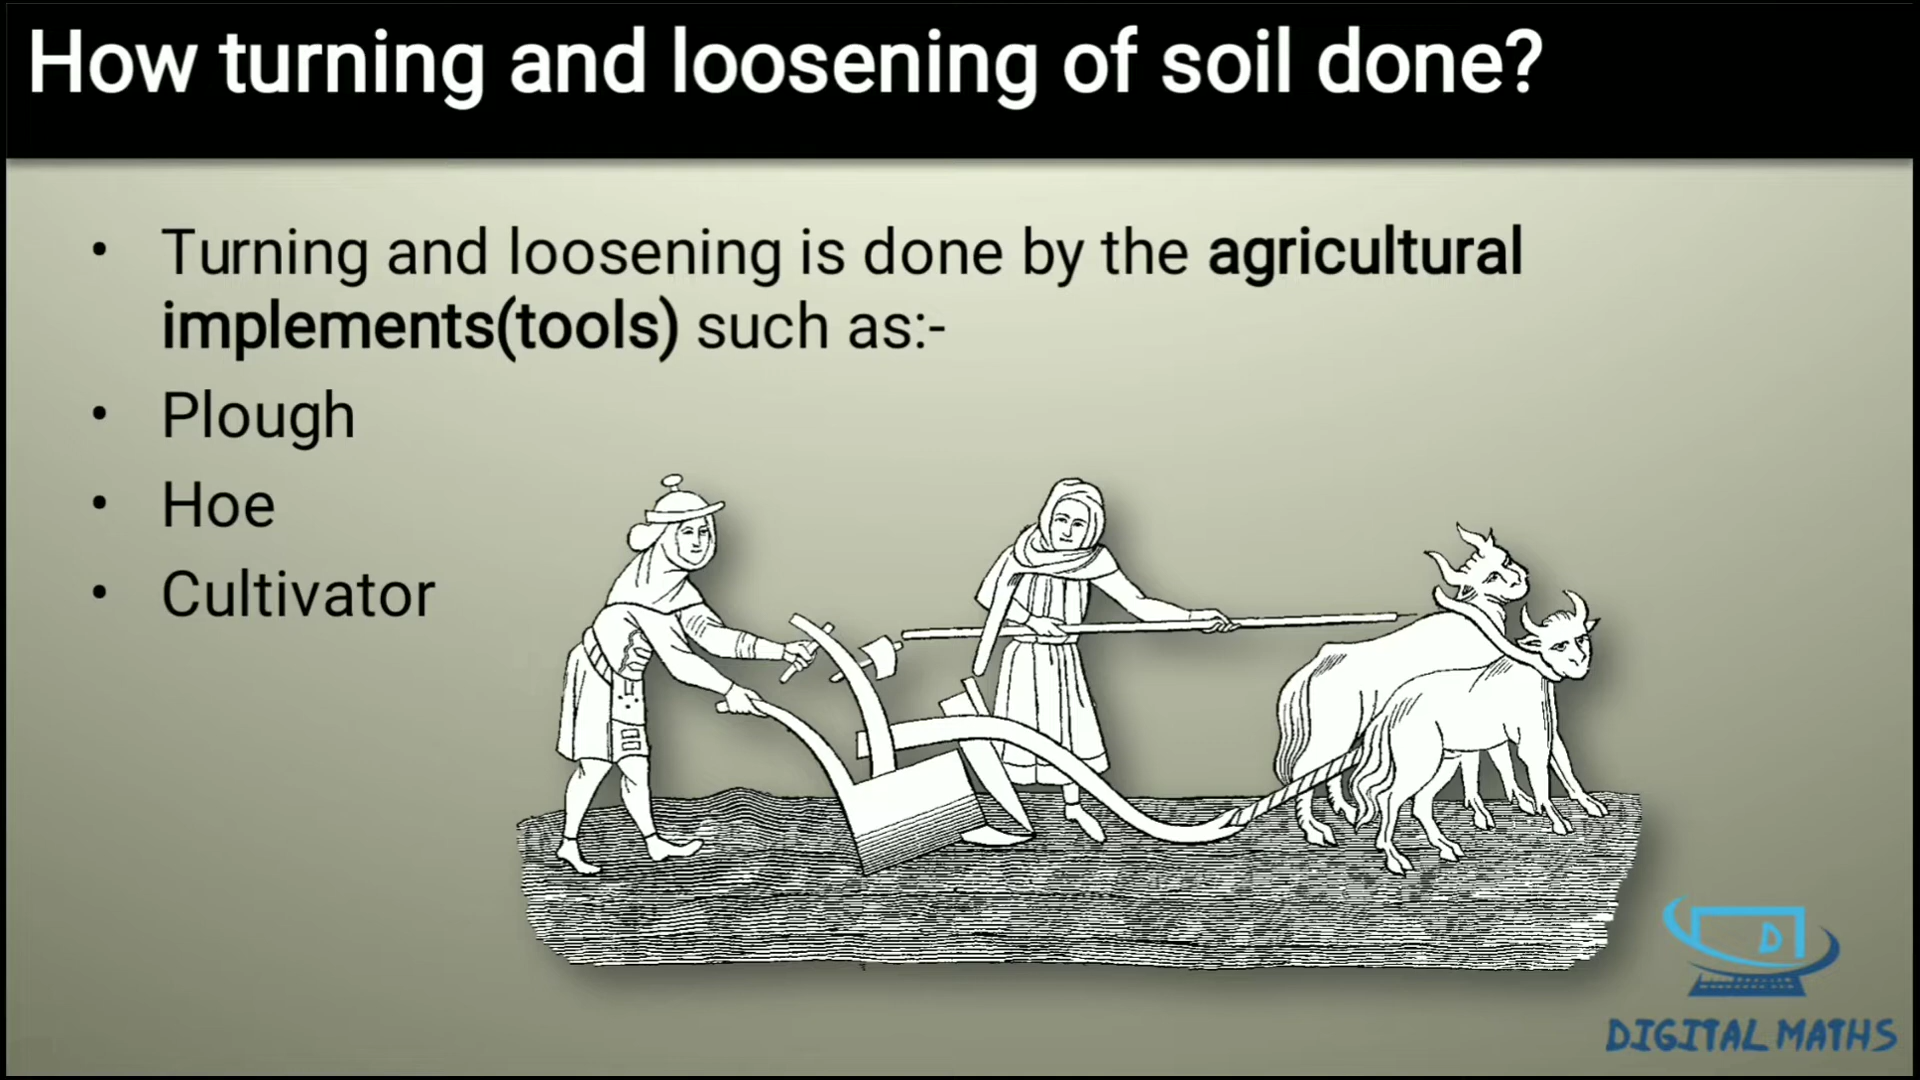 How turning and loosening of soil done?
• Turning and loosening is done by the agricultural
implements(tools) such as:-
• Plough
• Hoe
• Cultivator
D
DIGITAL MATHS